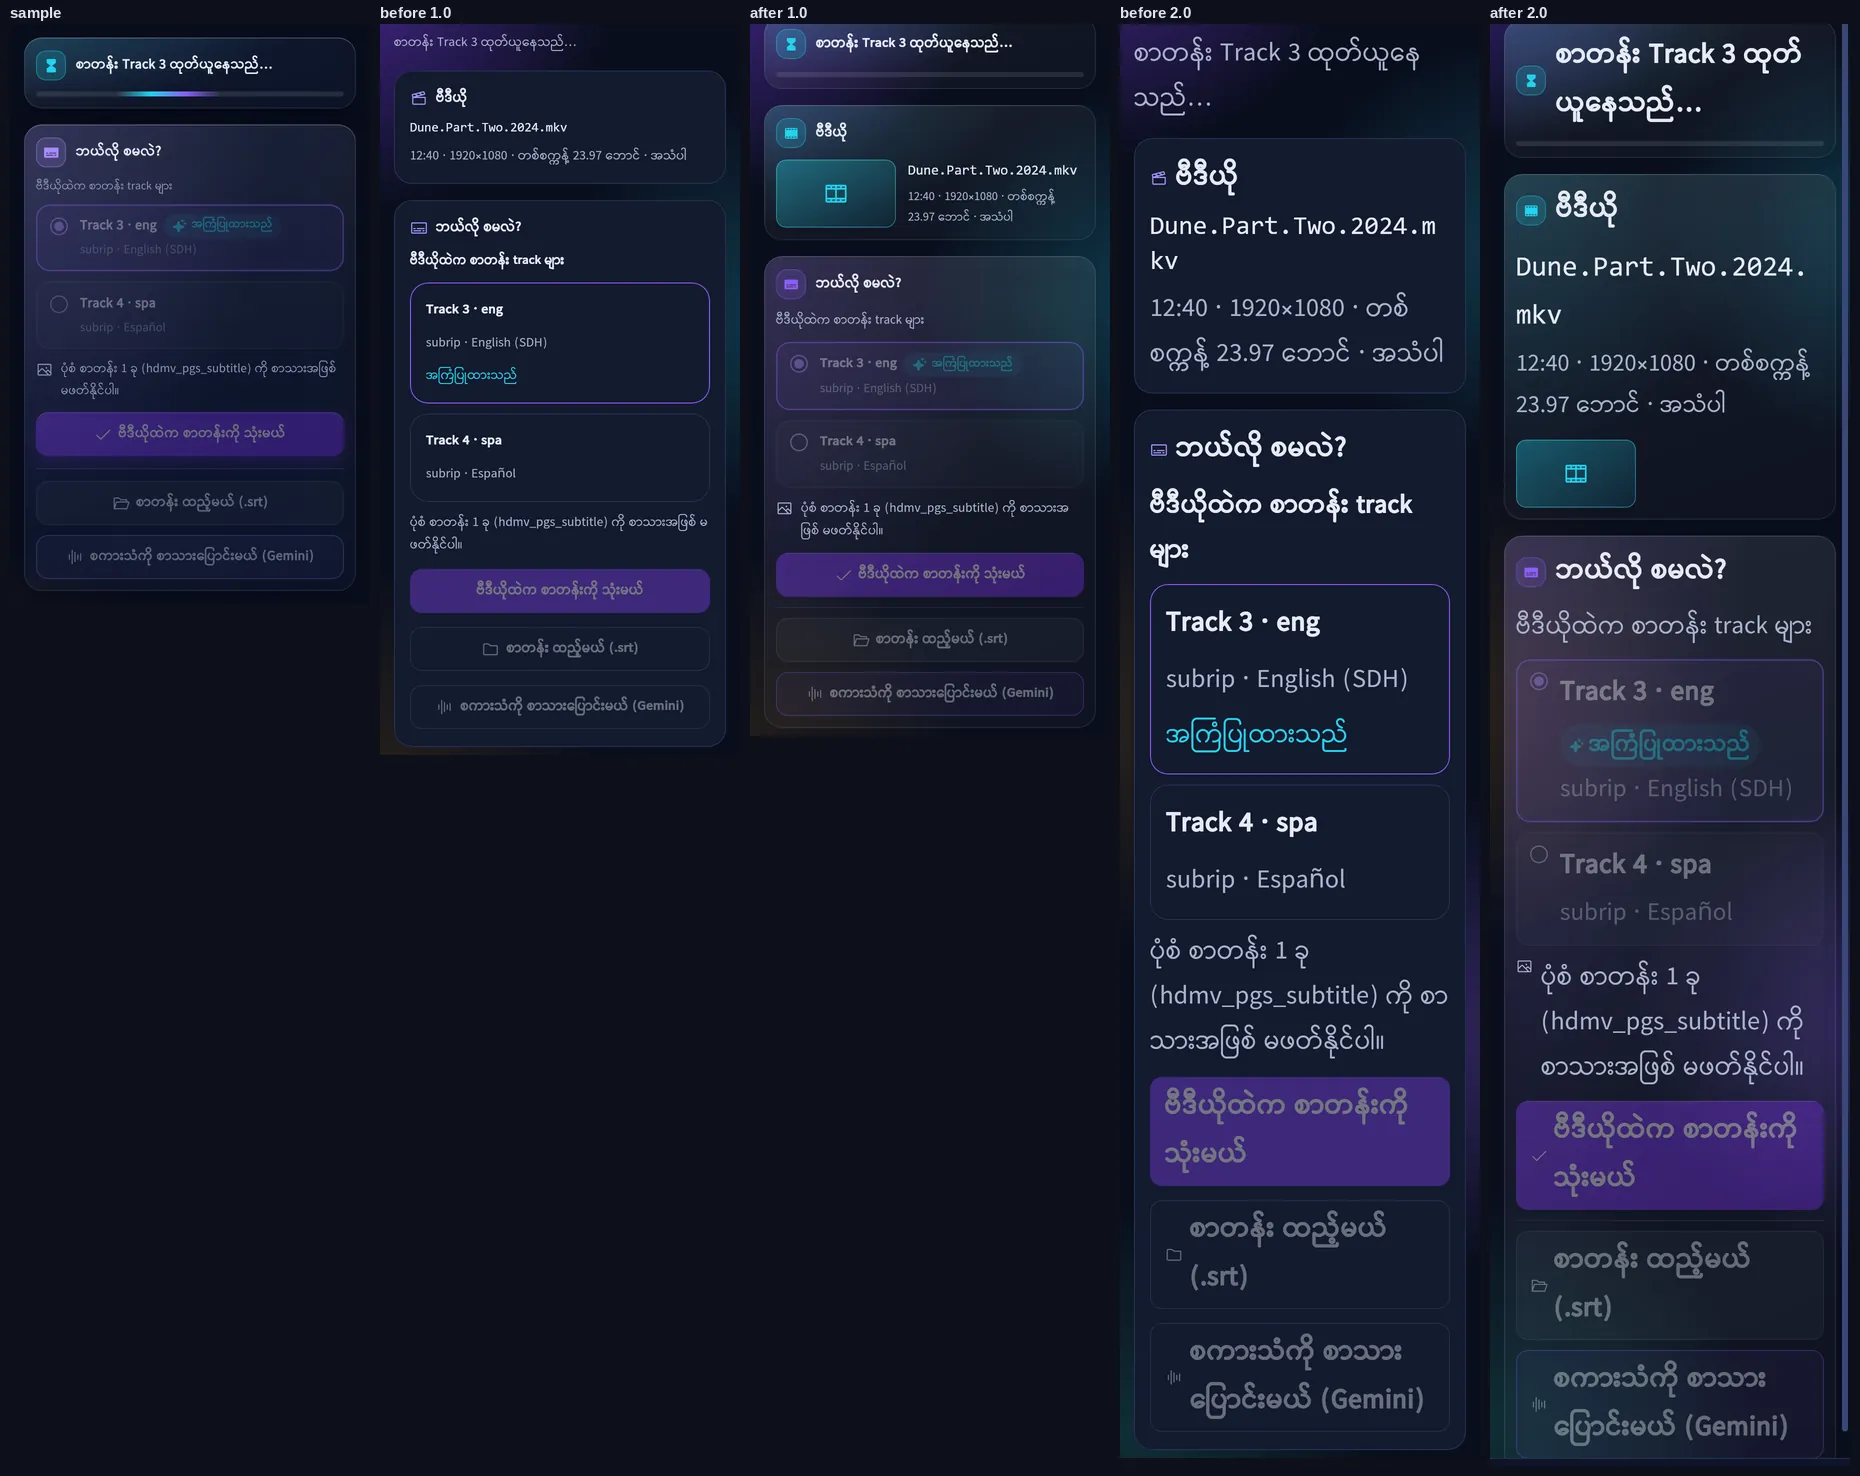 sample
စာတန်း Track 3 ထုတ်ယူနေသည်…
ဘယ်လို စမလဲ?
ဗီဒီယိုထဲက စာတန်း track များ
Track 3 · eng အကြံပြုထားသည်
subrip · English (SDH)
Track 4 · spa
subrip · Español
ပုံစံ စာတန်း 1 ခု (hdmv_pgs_subtitle) ကို စာသားအဖြစ်
မဖတ်နိုင်ပါ။
ဗီဒီယိုထဲက စာတန်းကို သုံးမယ်
စာတန်း ထည့်မယ် (.srt)
စကားသံကို စာသားပြောင်းမယ် (Gemini)
before 1.0
စာတန်း Track 3 ထုတ်ယူနေသည်…
ဗီဒီယို
Dune.Part.Two.2024.mkv
12:40 · 1920×1080 · တစ်စက္ကန့် 23.97 ဘောင် · အသံပါ
ဘယ်လို စမလဲ?
ဗီဒီယိုထဲက စာတန်း track များ
Track 3 · eng
subrip · English (SDH)
အကြံပြုထားသည်
Track 4 · spa
subrip · Español
ပုံစံ စာတန်း 1 ခု (hdmv_pgs_subtitle) ကို စာသားအဖြစ် မ
ဖတ်နိုင်ပါ။
ဗီဒီယိုထဲက စာတန်းကို သုံးမယ်
စာတန်း ထည့်မယ် (.srt)
စကားသံကို စာသားပြောင်းမယ် (Gemini)
after 1.0
စာတန်း Track 3 ထုတ်ယူနေသည်…
ဗီဒီယို
Dune.Part.Two.2024.mkv
12:40 · 1920×1080 · တစ်စက္ကန့်
23.97 ဘောင် · အသံပါ
ဘယ်လို စမလဲ?
ဗီဒီယိုထဲက စာတန်း track များ
Track 3 · eng အကြံပြုထားသည်
subrip · English (SDH)
Track 4 · spa
subrip · Español
ပုံစံ စာတန်း 1 ခု (hdmv_pgs_subtitle) ကို စာသားအ
ဖြစ် မဖတ်နိုင်ပါ။
ဗီဒီယိုထဲက စာတန်းကို သုံးမယ်
စာတန်း ထည့်မယ် (.srt)
စကားသံကို စာသားပြောင်းမယ် (Gemini)
before 2.0
စာတန်း Track 3 ထုတ်ယူနေ
သည်…
ဗီဒီယို
Dune.Part.Two.2024.m
kv
12:40 · 1920×1080 · တစ်
စက္ကန့် 23.97 ဘောင် · အသံပါ
ဘယ်လို စမလဲ?
ဗီဒီယိုထဲက စာတန်း track
များ
Track 3 · eng
subrip · English (SDH)
အကြံပြုထားသည်
Track 4 · spa
subrip · Español
ပုံစံ စာတန်း 1 ခု
(hdmv_pgs_subtitle) ကို စာ
သားအဖြစ် မဖတ်နိုင်ပါ။
ဗီဒီယိုထဲက စာတန်းကို
သုံးမယ်
စာတန်း ထည့်မယ်
(.srt)
စကားသံကို စာသား
ပြောင်းမယ် (Gemini)
after 2.0
စာတန်း Track 3 ထုတ်
ယူနေသည်…
ဗီဒီယို
Dune.Part.Two.2024.
mkv
12:40 · 1920×1080 · တစ်စက္ကန့်
23.97 ဘောင် · အသံပါ
ဘယ်လို စမလဲ?
ဗီဒီယိုထဲက စာတန်း track များ
Track 3 · eng
အကြံပြုထားသည်
subrip · English (SDH)
Track 4 · spa
subrip · Español
ပုံစံ စာတန်း 1 ခု
(hdmv_pgs_subtitle) ကို
စာသားအဖြစ် မဖတ်နိုင်ပါ။
ဗီဒီယိုထဲက စာတန်းကို
သုံးမယ်
စာတန်း ထည့်မယ်
(.srt)
စကားသံကို စာသား
ပြောင်းမယ် (Gemini)